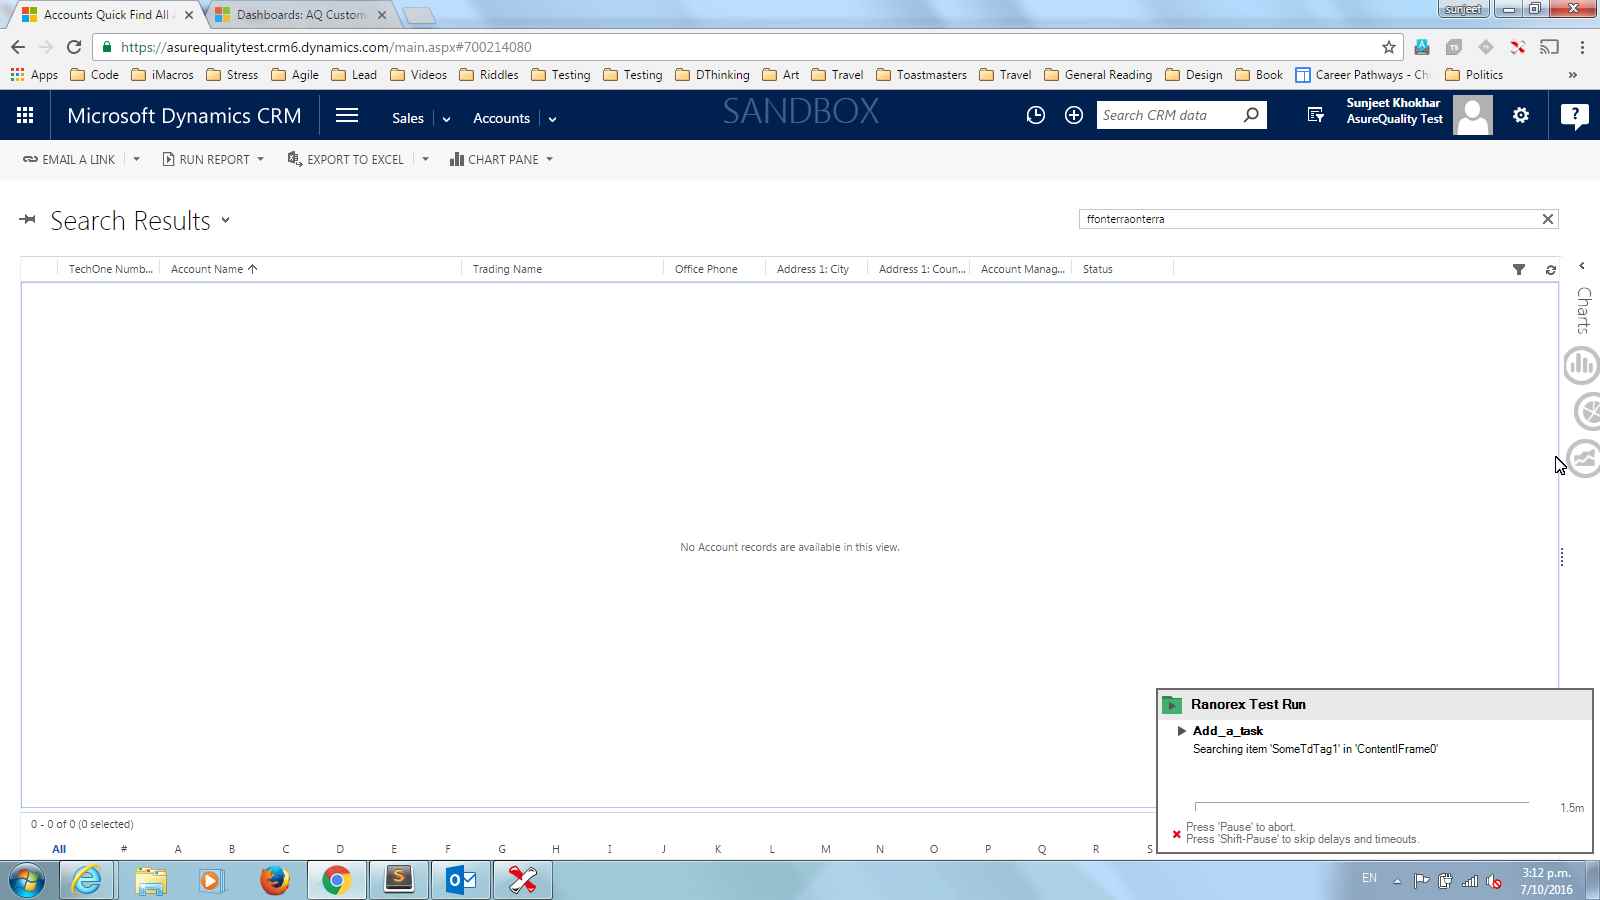 Accounts Quick Find All
Dashboards: AQ Custom
sunjeet
https://asurequalitytest.crm6.dynamics.com/main.aspx#700214080
Apps Code iMacros Stress Agile Lead Videos Riddles Testing Testing DThinking Art Travel Toastmasters Travel General Reading Design Book Career Pathways - Ch Politics »
Microsoft Dynamics CRM Sales Accounts SANDBOX Search CRM data Sunjeet Khokhar
AsureQuality Test
?
EMAIL A LINK RUN REPORT EXPORT TO EXCEL CHART PANE
Search Results
ffonterraonterra
TechOne Numb... Account Name Trading Name Office Phone Address 1: City Address 1: Coun... Account Manag... Status
Charts
No Account records are available in this view.
Ranorex Test Run
Add_a_task
Searching item 'SomeTdTag1' in 'ContentIFrame0'
1.5m
Press 'Pause' to abort.
Press 'Shift-Pause' to skip delays and timeouts.
0 - 0 of 0 (0 selected)
All # A B C D E F G H I J K L M N O P Q R S
EN
3:12 p.m.
7/10/2016